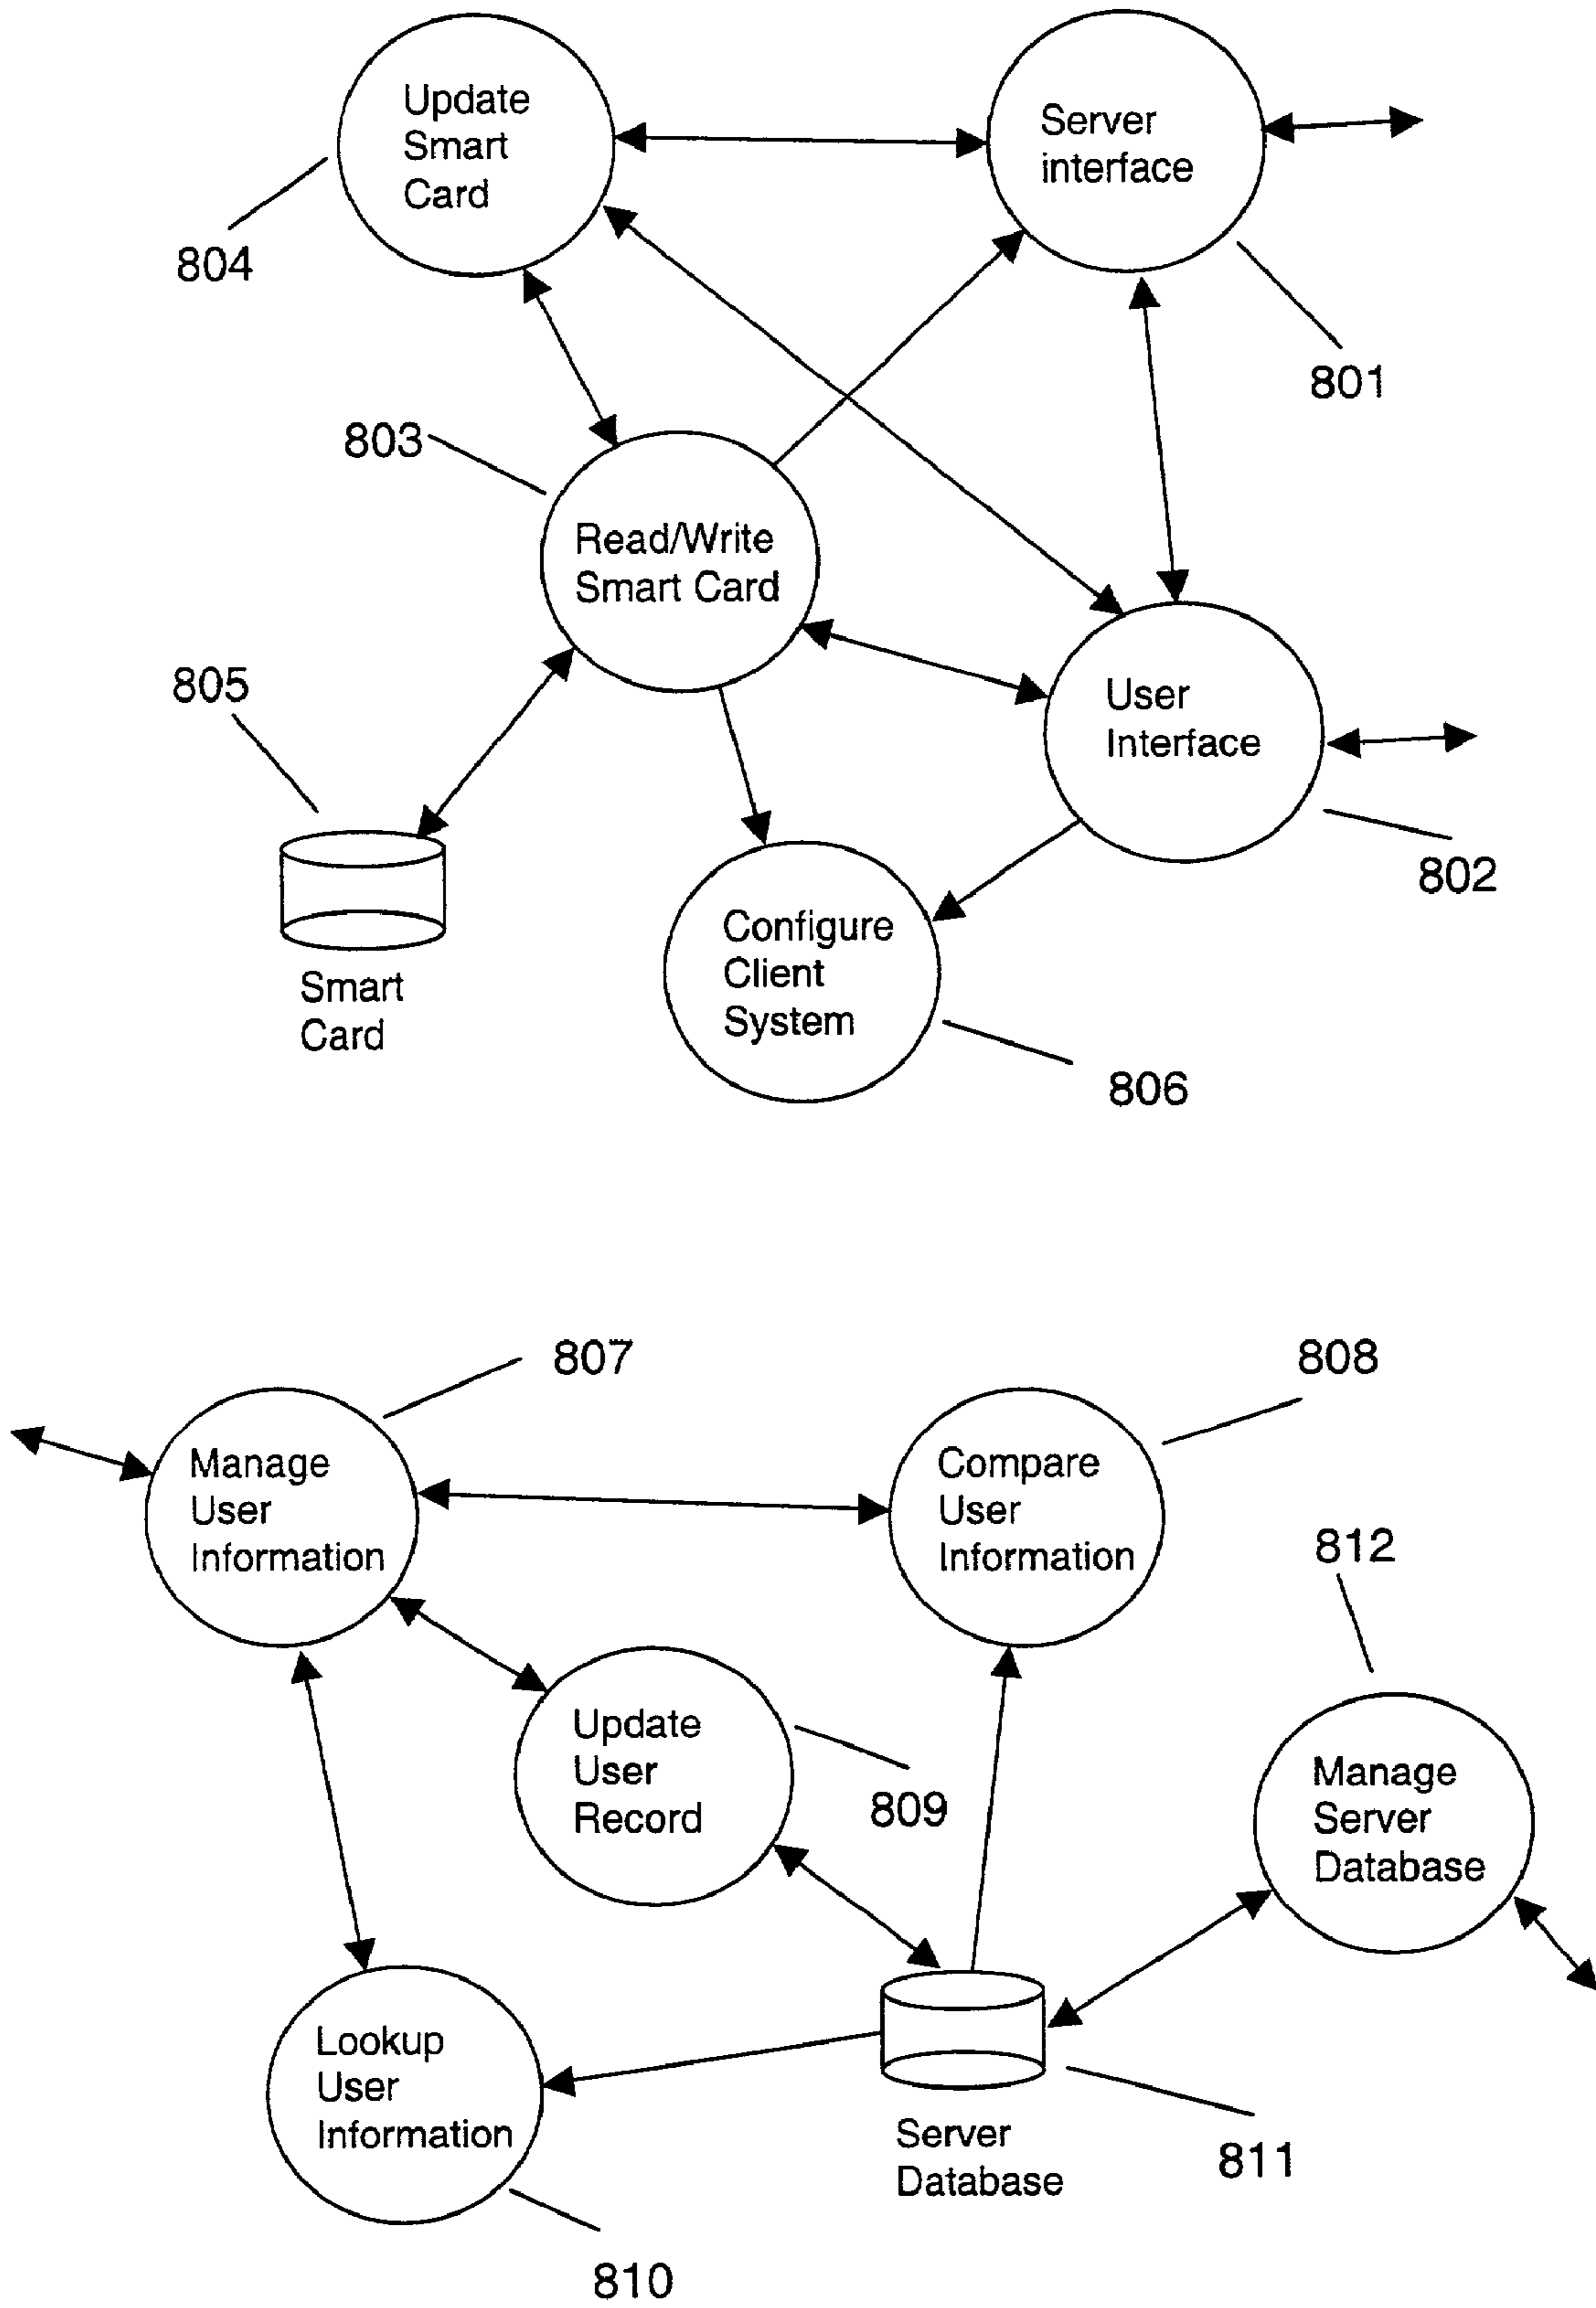 Update
Smart
Card
Server
interface
804
801
803
Read/Write
Smart Card
805
User
Interface
802
Configure
Client
System
Smart
Card
806
807
808
Manage
User
Information
Compare
User
Information
812
Update
User
Record
809
Manage
Server
Database
Lookup
User
Information
Server
Database
811
810